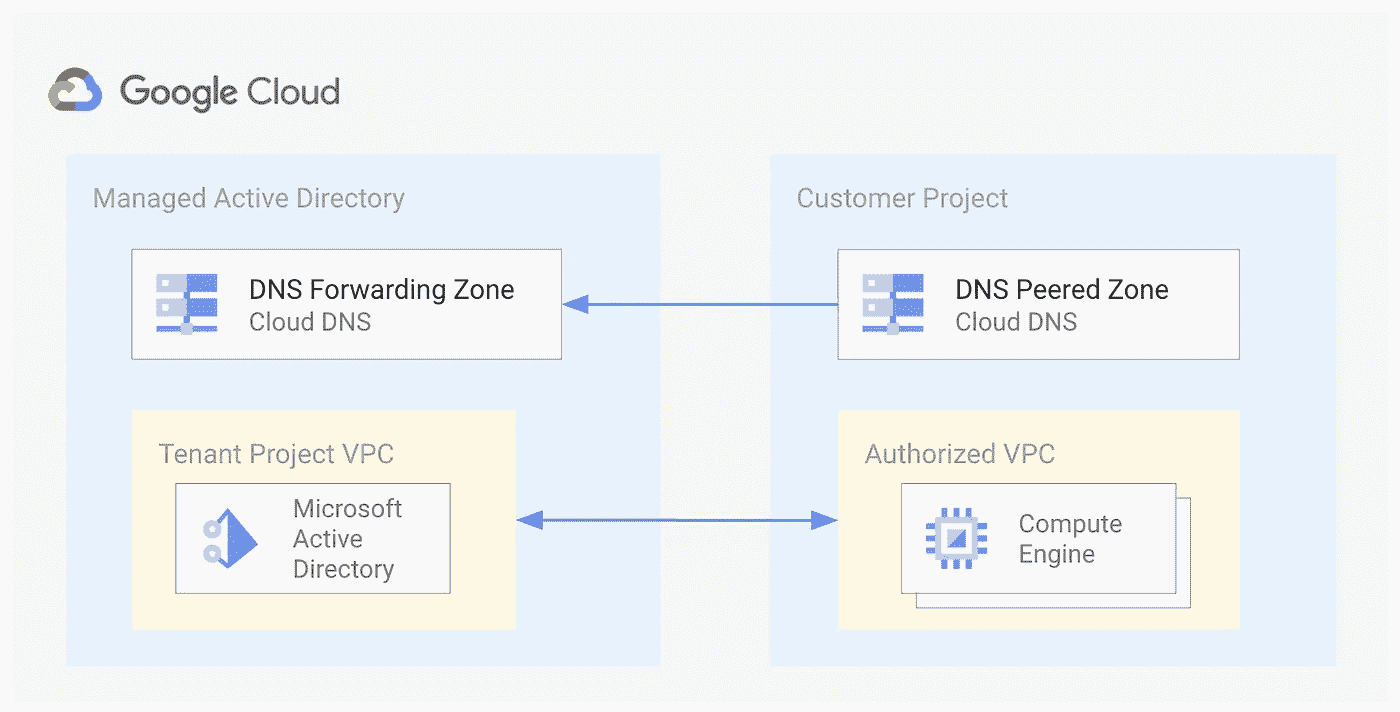 Google Cloud
Managed Active Directory
DNS Forwarding Zone
Cloud DNS
Tenant Project VPC
Microsoft
Active
Directory
Customer Project
DNS Peered Zone
Cloud DNS
Authorized VPC
Compute
Engine